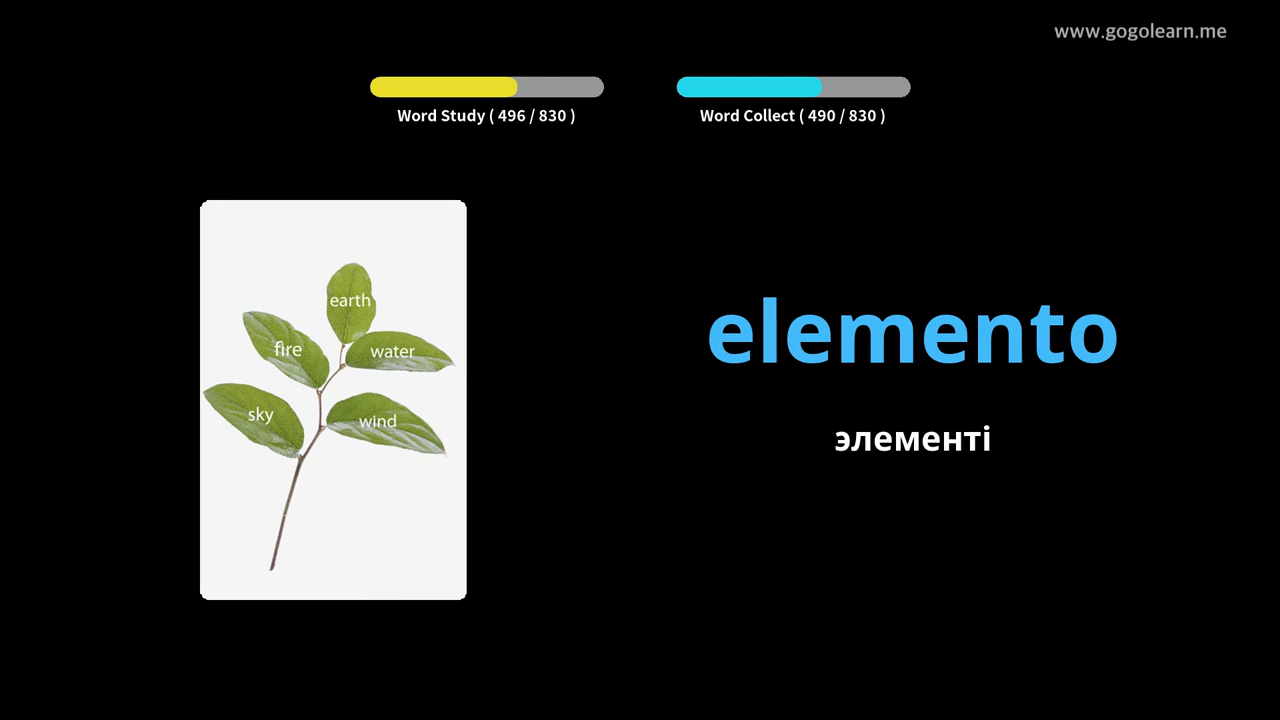 www.gogolearn.me
Word Study ( 496 / 830 )
Word Collect ( 490 / 830 )
earth
fire
water
sky
wind
elemento
элементі